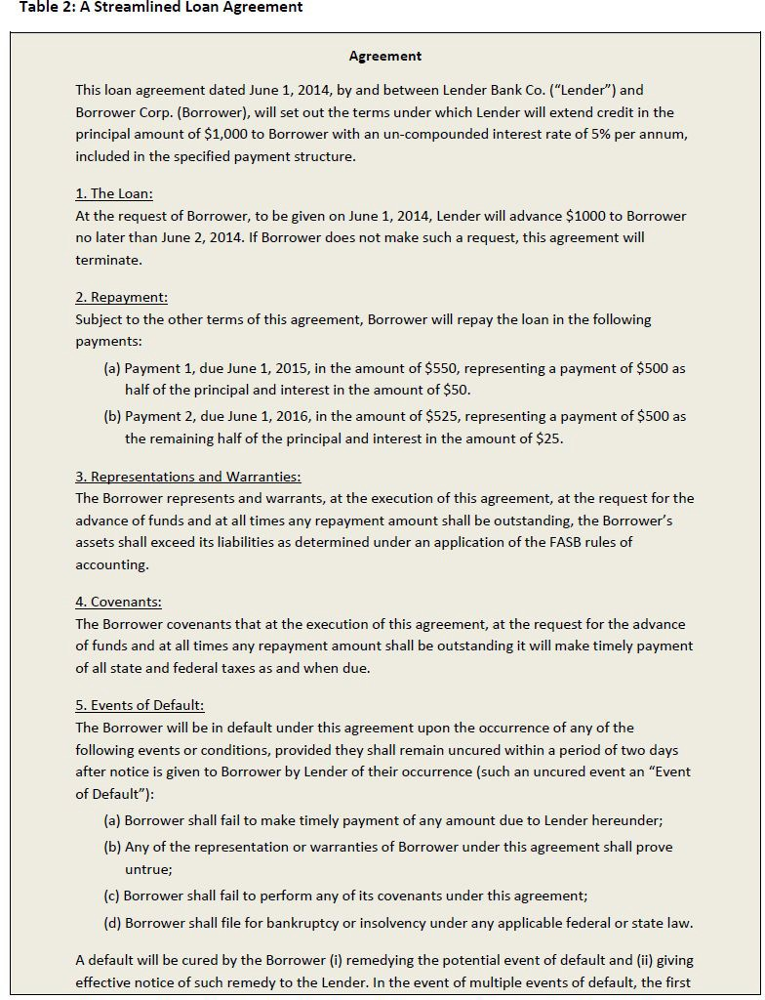 Table 2: A Streamlined Loan Agreement
Agreement
This loan agreement dated June 1, 2014, by and between Lender Bank Co. (“Lender”) and
Borrower Corp. (Borrower), will set out the terms under which Lender will extend credit in the
principal amount of $1,000 to Borrower with an un-compounded interest rate of 5% per annum,
included in the specified payment structure.
1. The Loan:
At the request of Borrower, to be given on June 1, 2014, Lender will advance $1000 to Borrower
no later than June 2, 2014. If Borrower does not make such a request, this agreement will
terminate.
2. Repayment:
Subject to the other terms of this agreement, Borrower will repay the loan in the following
payments:
(a) Payment 1, due June 1, 2015, in the amount of $550, representing a payment of $500 as
half of the principal and interest in the amount of $50.
(b) Payment 2, due June 1, 2016, in the amount of $525, representing a payment of $500 as
the remaining half of the principal and interest in the amount of $25.
3. Representations and Warranties:
The Borrower represents and warrants, at the execution of this agreement, at the request for the
advance of funds and at all times any repayment amount shall be outstanding, the Borrower’s
assets shall exceed its liabilities as determined under an application of the FASB rules of
accounting.
4. Covenants:
The Borrower covenants that at the execution of this agreement, at the request for the advance
of funds and at all times any repayment amount shall be outstanding it will make timely payment
of all state and federal taxes as and when due.
5. Events of Default:
The Borrower will be in default under this agreement upon the occurrence of any of the
following events or conditions, provided they shall remain uncured within a period of two days
after notice is given to Borrower by Lender of their occurrence (such an uncured event an “Event
of Default”):
(a) Borrower shall fail to make timely payment of any amount due to Lender hereunder;
(b) Any of the representation or warranties of Borrower under this agreement shall prove
untrue;
(c) Borrower shall fail to perform any of its covenants under this agreement;
(d) Borrower shall file for bankruptcy or insolvency under any applicable federal or state law.
A default will be cured by the Borrower (i) remedying the potential event of default and (ii) giving
effective notice of such remedy to the Lender. In the event of multiple events of default, the first